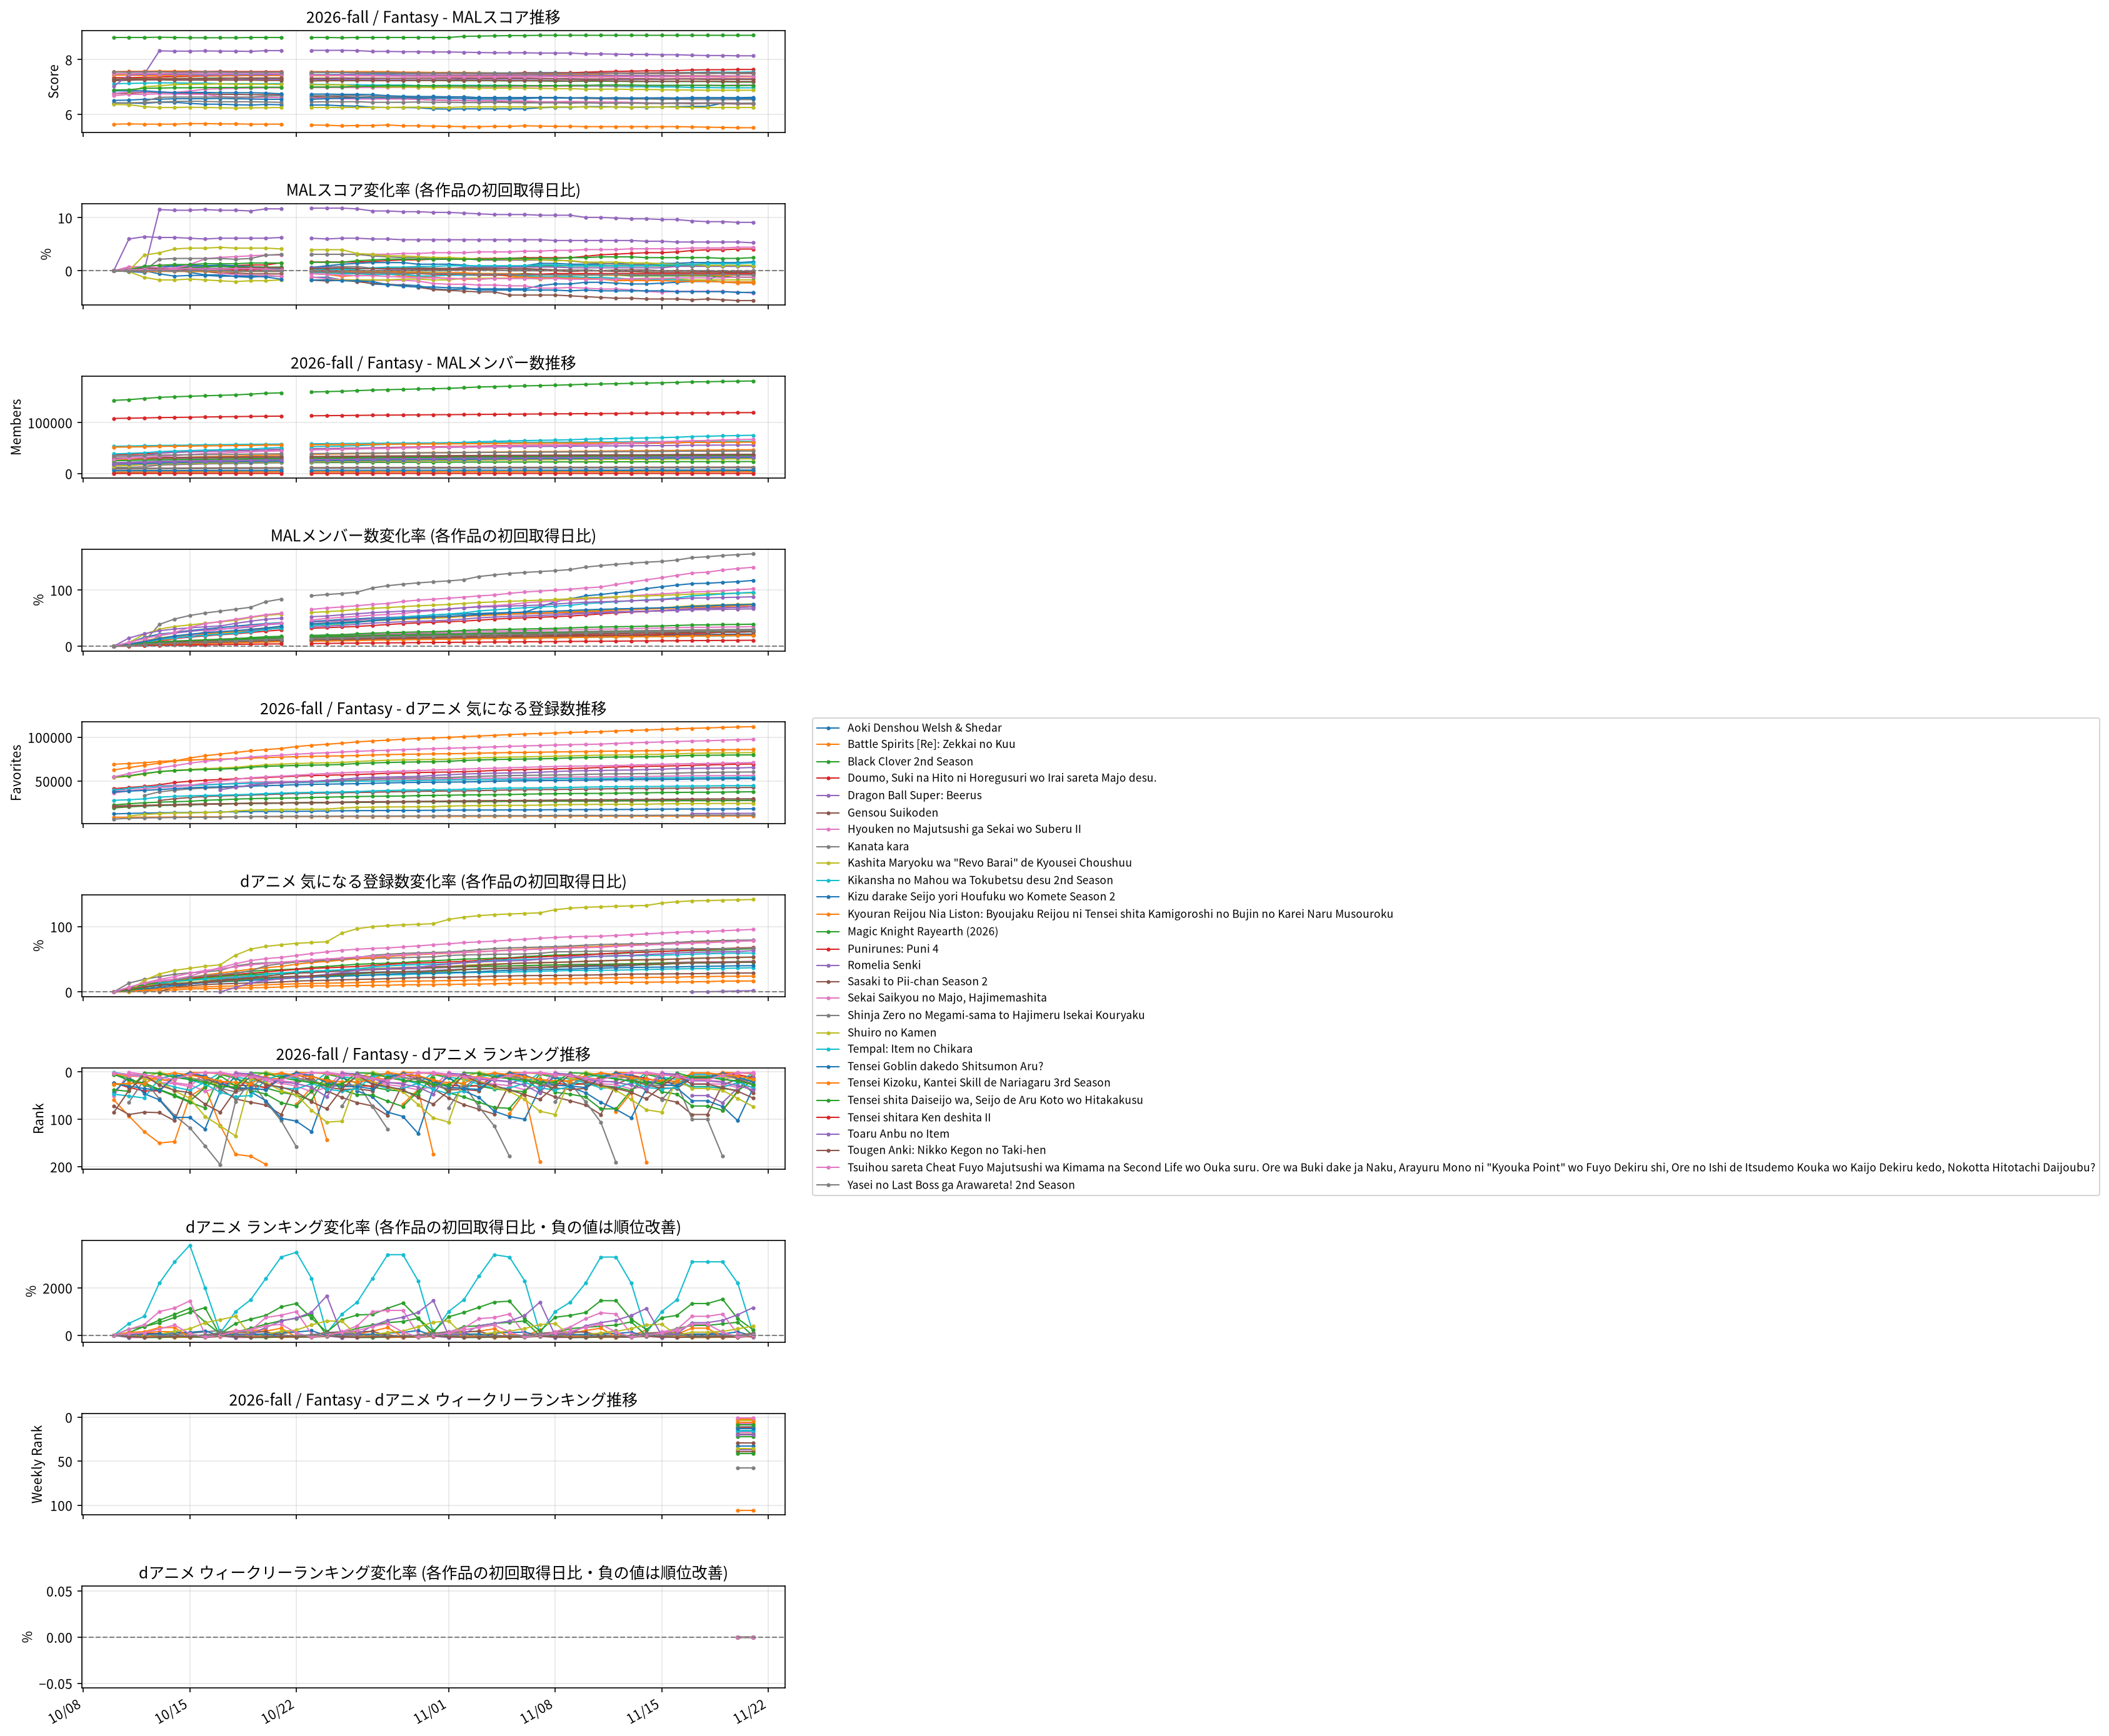 2026-fall / Fantasy - MALスコア推移
8
6
Score
MALスコア変化率 (各作品の初回取得日比)
10
0
%
2026-fall / Fantasy - MALメンバー数推移
100000
0
Members
MALメンバー数変化率 (各作品の初回取得日比)
100
0
%
2026-fall / Fantasy - dアニメ 気になる登録数推移
100000
50000
Favorites
dアニメ 気になる登録数変化率 (各作品の初回取得日比)
100
0
%
2026-fall / Fantasy - dアニメ ランキング推移
0
100
200
Rank
dアニメ ランキング変化率 (各作品の初回取得日比・負の値は順位改善)
2000
0
%
2026-fall / Fantasy - dアニメ ウィークリーランキング推移
0
50
100
Weekly Rank
dアニメ ウィークリーランキング変化率 (各作品の初回取得日比・負の値は順位改善)
0.05
0.00
−0.05
%
10/08
10/15
10/22
11/01
11/08
11/15
11/22
Aoki Denshou Welsh & Shedar
Battle Spirits [Re]: Zekkai no Kuu
Black Clover 2nd Season
Doumo, Suki na Hito ni Horegusuri wo Irai sareta Majo desu.
Dragon Ball Super: Beerus
Gensou Suikoden
Hyouken no Majutsushi ga Sekai wo Suberu II
Kanata kara
Kashita Maryoku wa "Revo Barai" de Kyousei Choushuu
Kikansha no Mahou wa Tokubetsu desu 2nd Season
Kizu darake Seijo yori Houfuku wo Komete Season 2
Kyouran Reijou Nia Liston: Byoujaku Reijou ni Tensei shita Kamigoroshi no Bujin no Karei Naru Musouroku
Magic Knight Rayearth (2026)
Punirunes: Puni 4
Romelia Senki
Sasaki to Pii-chan Season 2
Sekai Saikyou no Majo, Hajimemashita
Shinja Zero no Megami-sama to Hajimeru Isekai Kouryaku
Shuiro no Kamen
Tempal: Item no Chikara
Tensei Goblin dakedo Shitsumon Aru?
Tensei Kizoku, Kantei Skill de Nariagaru 3rd Season
Tensei shita Daiseijo wa, Seijo de Aru Koto wo Hitakakusu
Tensei shitara Ken deshita II
Toaru Anbu no Item
Tougen Anki: Nikko Kegon no Taki-hen
Tsuihou sareta Cheat Fuyo Majutsushi wa Kimama na Second Life wo Ouka suru. Ore wa Buki dake ja Naku, Arayuru Mono ni "Kyouka Point" wo Fuyo Dekiru shi, Ore no Ishi de Itsudemo Kouka wo Kaijo Dekiru kedo, Nokotta Hitotachi Daijoubu?
Yasei no Last Boss ga Arawareta! 2nd Season